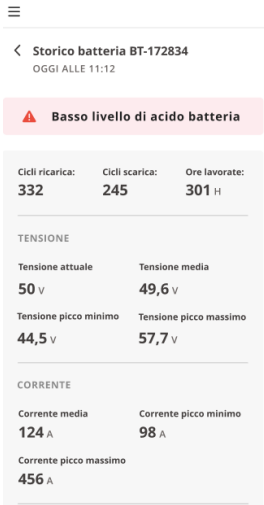 Storico batteria BT-172834
OGGI ALLE 11:12
Basso livello di acido batteria
Cicli ricarica: Cicli scarica: Ore lavorate:
332 245 301 H
TENSIONE
Tensione attuale Tensione media
50 V 49,6 V
Tensione picco minimo Tensione picco massimo
44,5 V 57,7 V
CORRENTE
Corrente media Corrente picco minimo
124 A 98 A
Corrente picco massimo
456 A